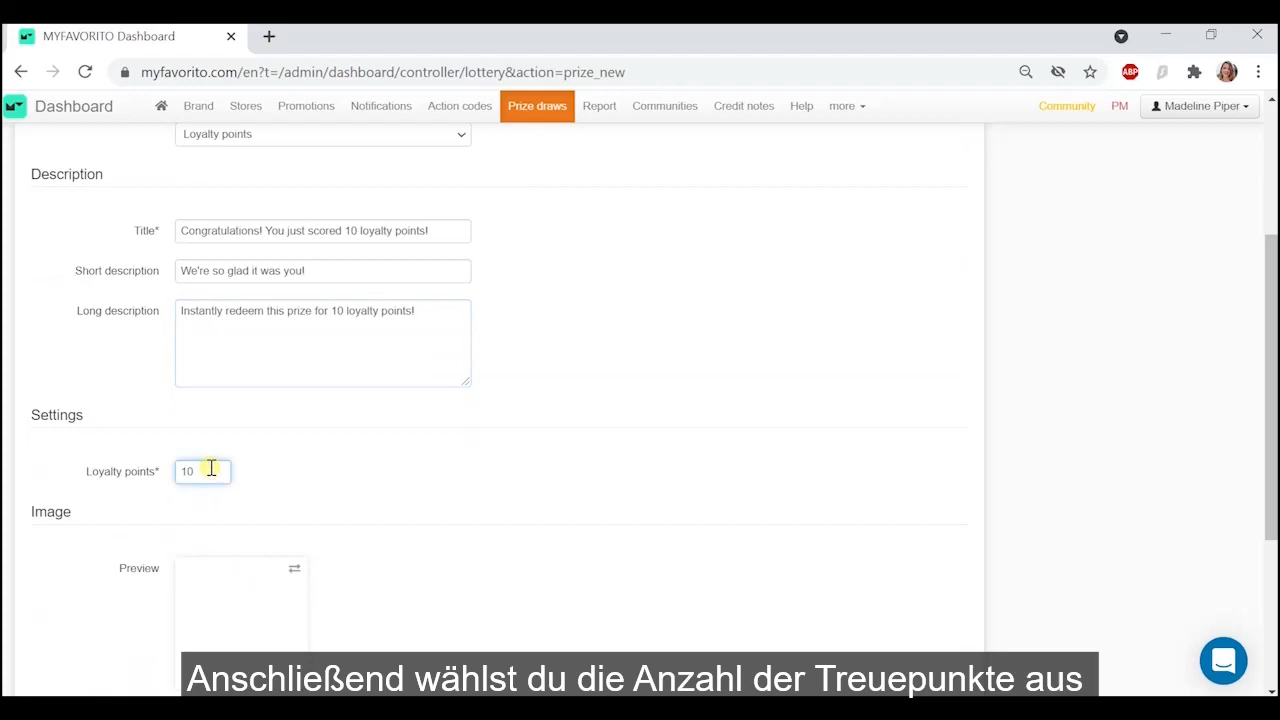 MYFAVORITO Dashboard
myfavorito.com/en?t=/admin/dashboard/controller/lottery&action=prize_new
ABP
Dashboard Brand Stores Promotions Notifications Action codes Prize draws Report Communities Credit notes Help more Community PM Madeline Piper
Loyalty points
Description
Title* Congratulations! You just scored 10 loyalty points!
Short description We're so glad it was you!
Long description Instantly redeem this prize for 10 loyalty points!
Settings
Loyalty points* 10
Image
Preview
Anschließend wählst du die Anzahl der Treuepunkte aus